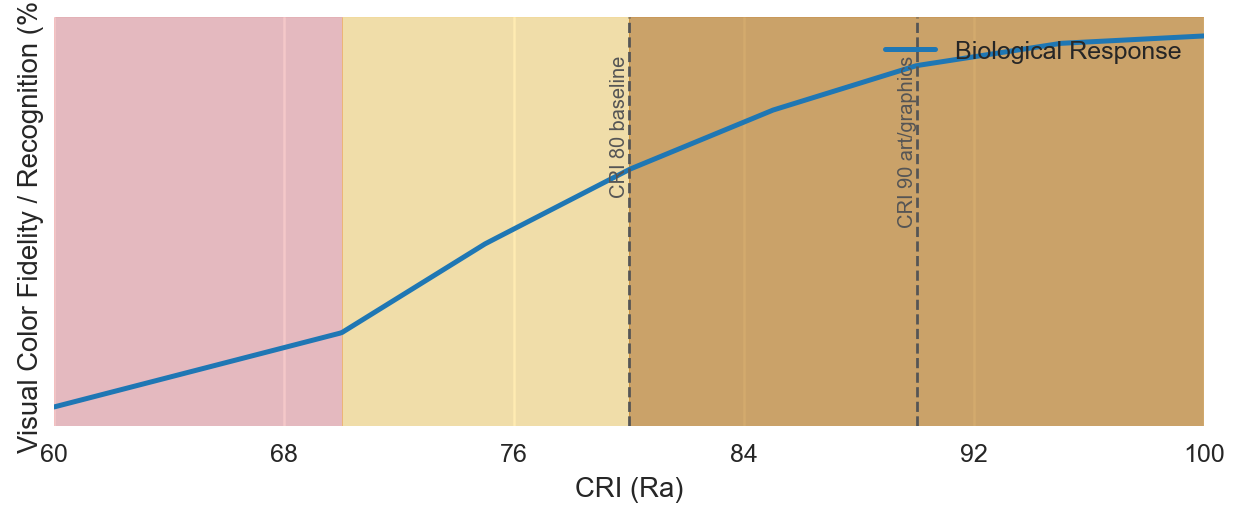 Visual Color Fidelity / Recognition (%
CRI 80 baseline
CRI 90 art/graphics
Biological Response
60 68 76 84 92 100
CRI (Ra)